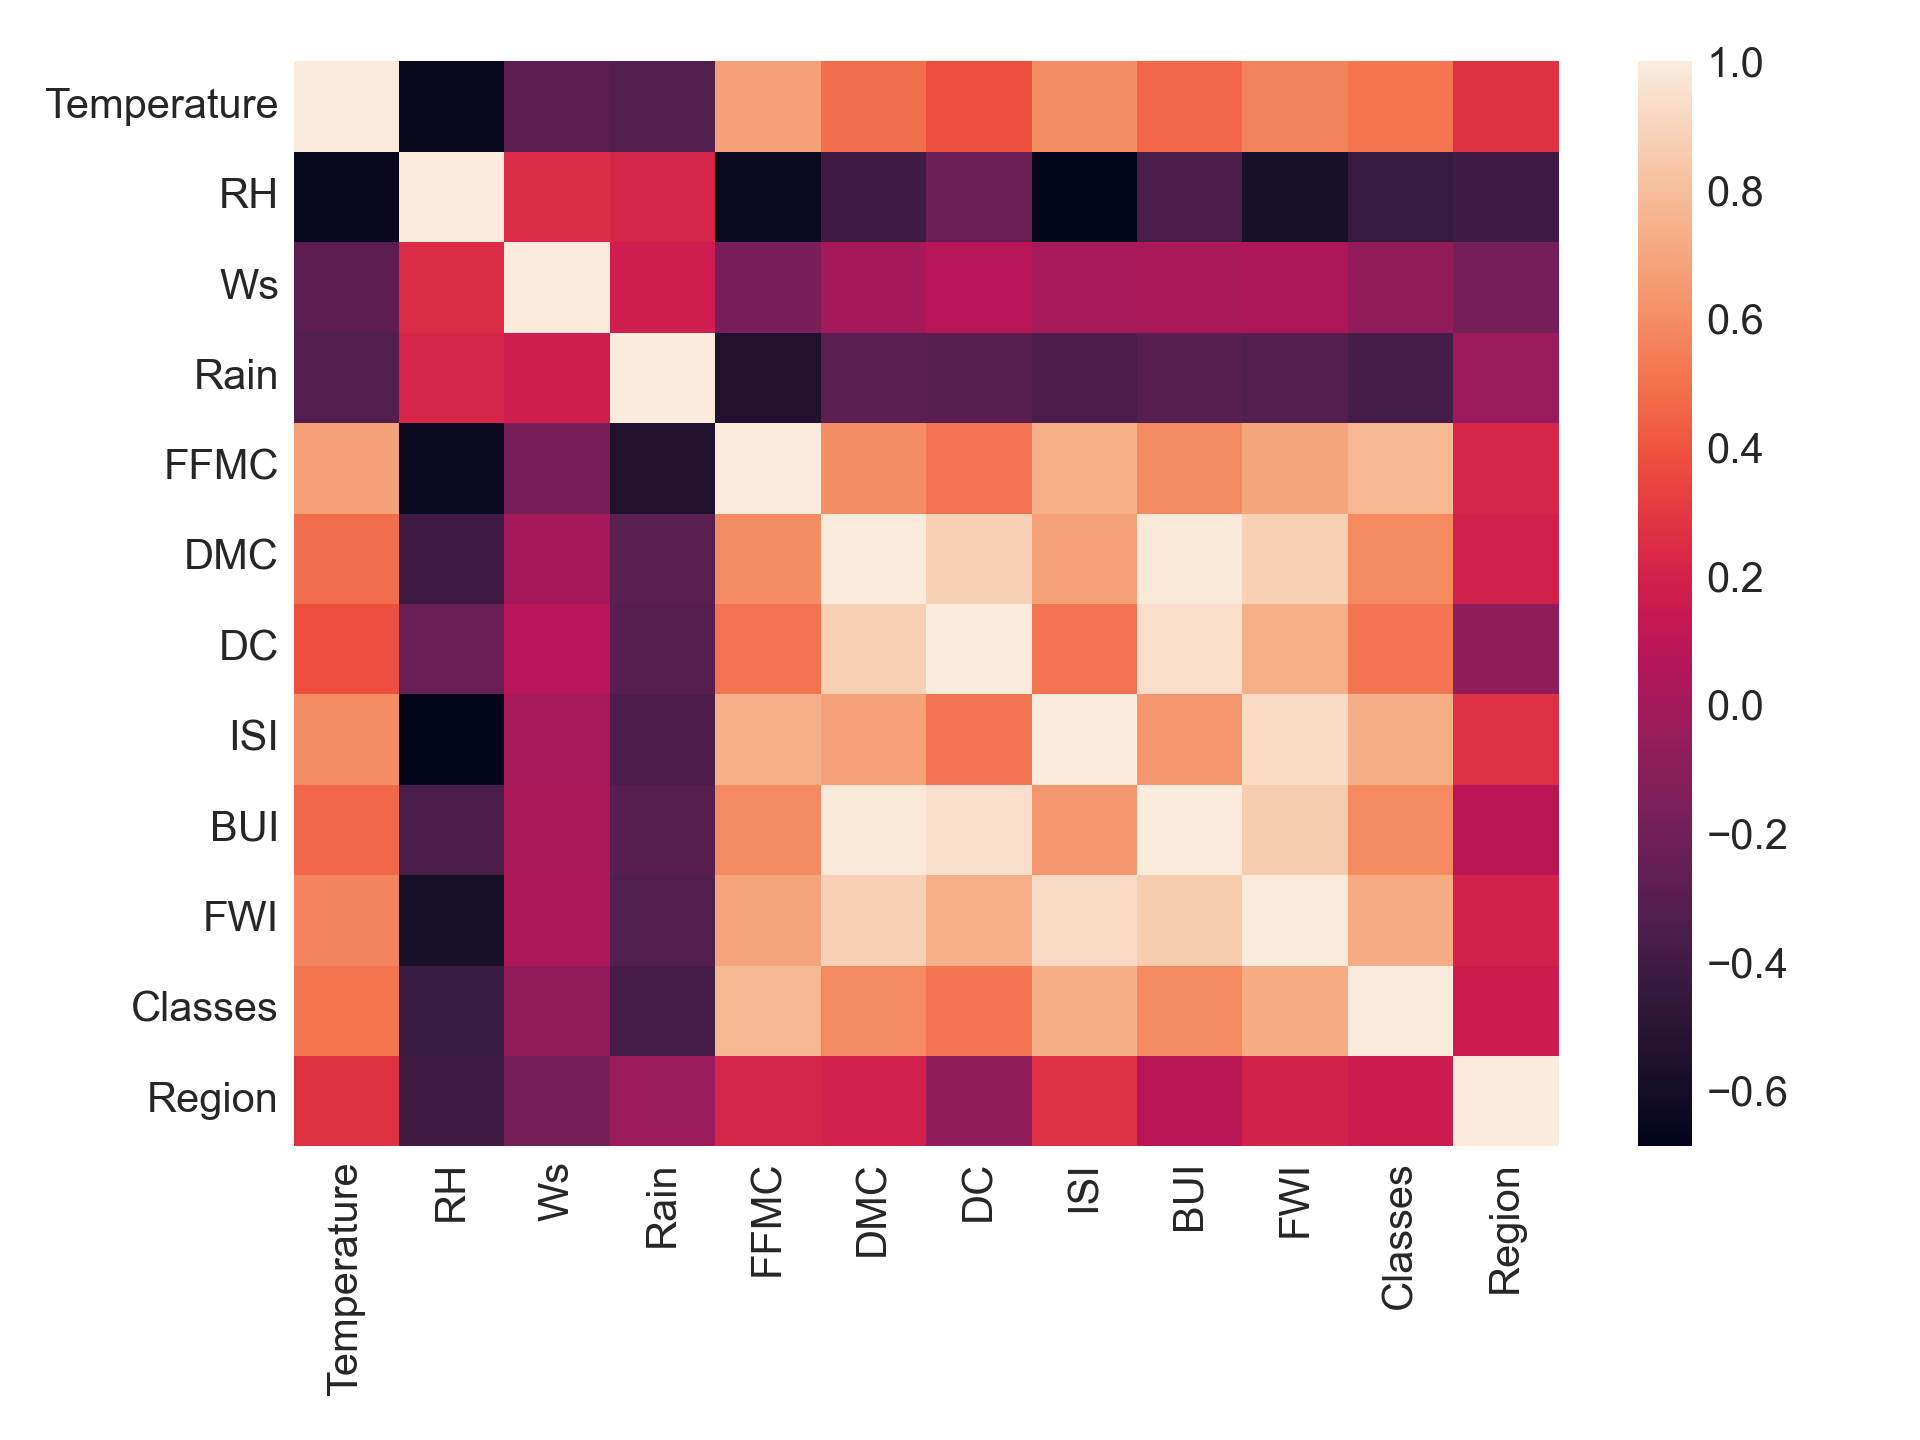 Temperature
RH
Ws
Rain
FFMC
DMC
DC
ISI
BUI
FWI
Classes
Region
Temperature
RH
Ws
Rain
FFMC
DMC
DC
ISI
BUI
FWI
Classes
Region
1.0
0.8
0.6
0.4
0.2
0.0
−0.2
−0.4
−0.6